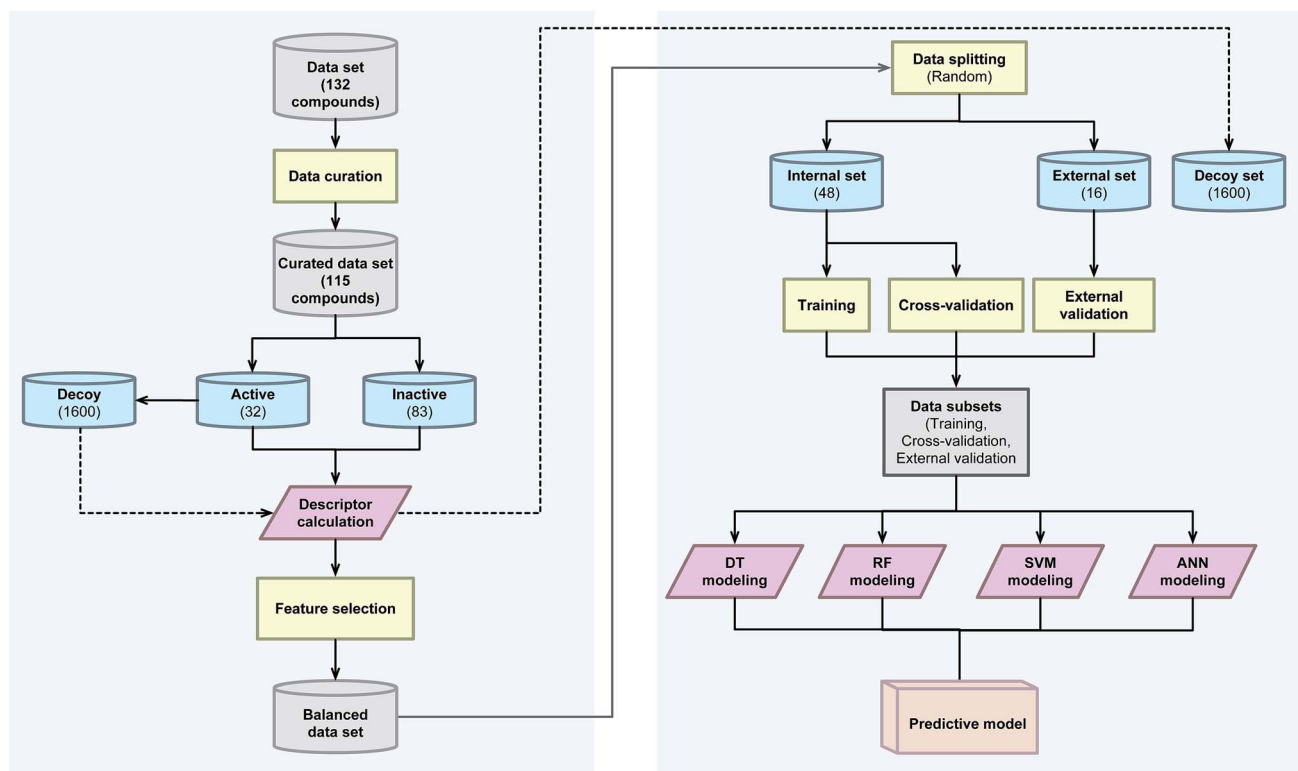 Data set
(132
compounds)
Data curation
Curated data set
(115
compounds)
Decoy
(1600)
Active
(32)
Inactive
(83)
Descriptor
calculation
Feature selection
Balanced
data set
Data splitting
(Random)
Internal set
(48)
External set
(16)
Decoy set
(1600)
Training
Cross-validation
External
validation
Data subsets
(Training,
Cross-validation,
External validation
DT
modeling
RF
modeling
SVM
modeling
ANN
modeling
Predictive model